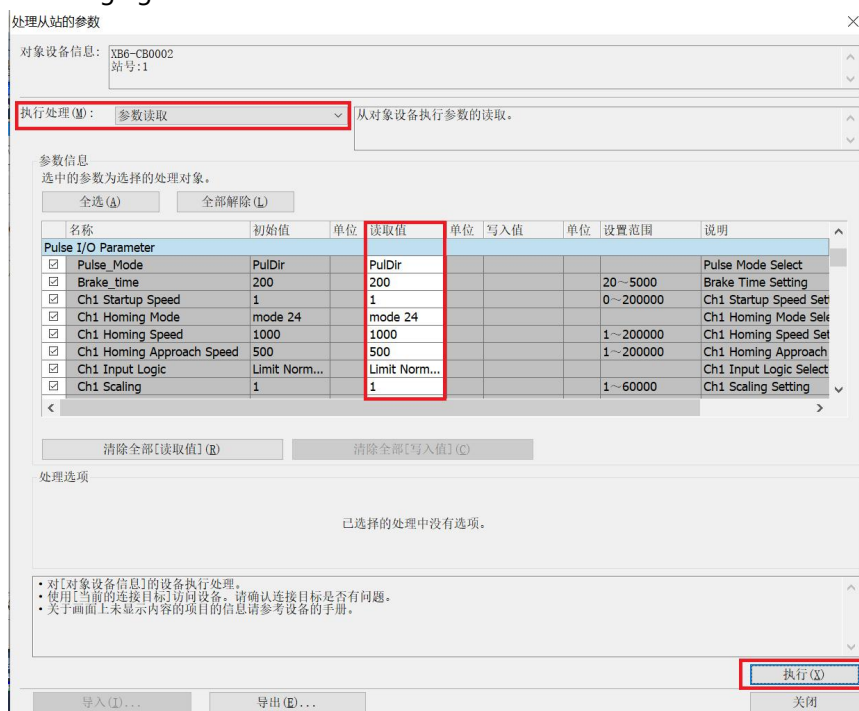 处理从站的参数
对象设备信息: XB6-CB0002
站号:1
执行处理(M): 参数读取 从对象设备执行参数的读取。
参数信息
选中的参数为选择的处理对象。
全选(A) 全部解除(L)
名称 初始值 单位 读取值 单位 写入值 单位 设置范围 说明
Pulse I/O Parameter
Pulse_Mode PulDir PulDir Pulse Mode Select
Brake_time 200 200 20~5000 Brake Time Setting
Ch1 Startup Speed 1 1 0~200000 Ch1 Startup Speed Set
Ch1 Homing Mode mode 24 mode 24 Ch1 Homing Mode Sele
Ch1 Homing Speed 1000 1000 1~200000 Ch1 Homing Speed Set
Ch1 Homing Approach Speed 500 500 1~200000 Ch1 Homing Approach
Ch1 Input Logic Limit Norm... Limit Norm... Ch1 Input Logic Select
Ch1 Scaling 1 1 1~60000 Ch1 Scaling Setting
清除全部[读取值](R) 清除全部[写入值](C)
处理选项
已选择的处理中没有选项。
• 对[对象设备信息]的设备执行处理。
• 使用[当前的连接目标]访问设备。请确认连接目标是否有问题。
• 关于画面上未显示内容的项目的信息请参考设备的手册。
执行(X)
导入(I)... 导出(E)... 关闭